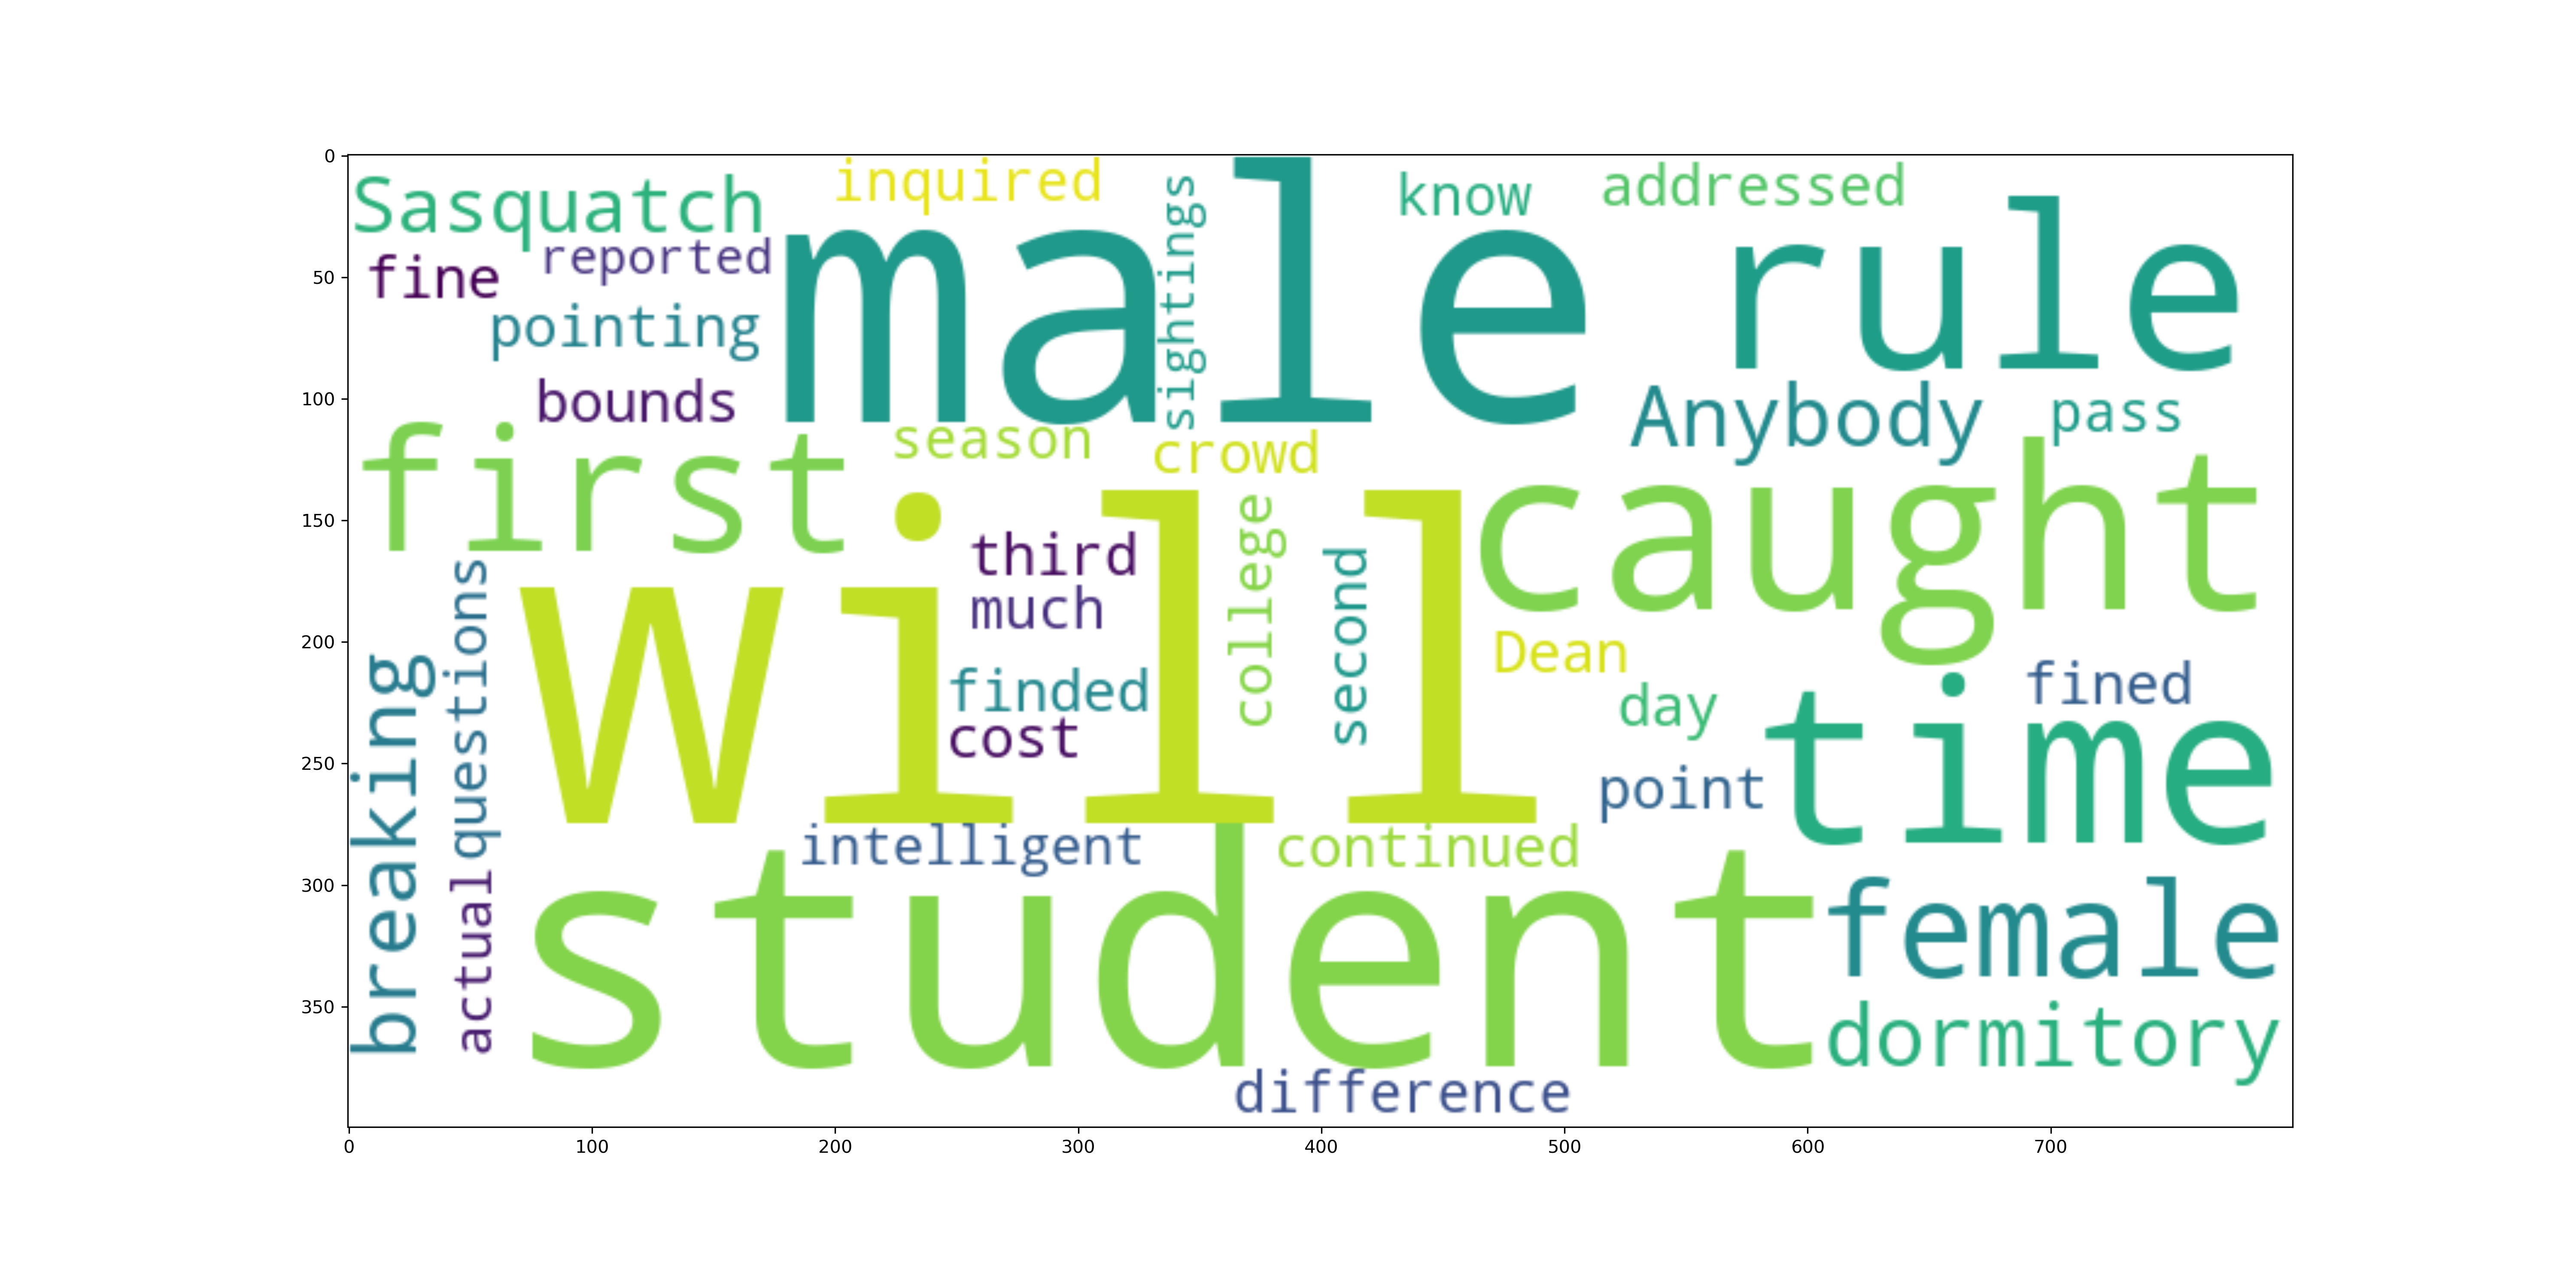 Sasquatch
inquired
sightings
know
addressed
male
rule
fine
reported
pointing
bounds
Anybody
pass
first
season
crowd
caught
third
much
college
second
will
finded
cost
Dean
day
fined
time
point
breaking
questions
actual
intelligent
continued
student
female
dormitory
difference
0
50
100
150
200
250
300
350
0 100 200 300 400 500 600 700